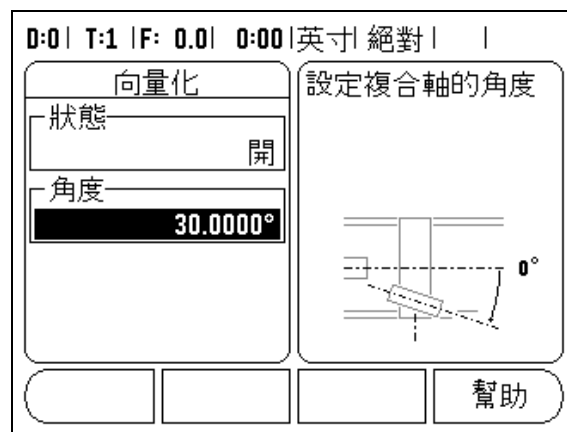 D:0 | T:1 | F: 0.0 | 0:00 | 英寸 | 絕對 | |
向量化
狀態
開
角度
30.0000°
設定複合軸的角度
0°
幫助